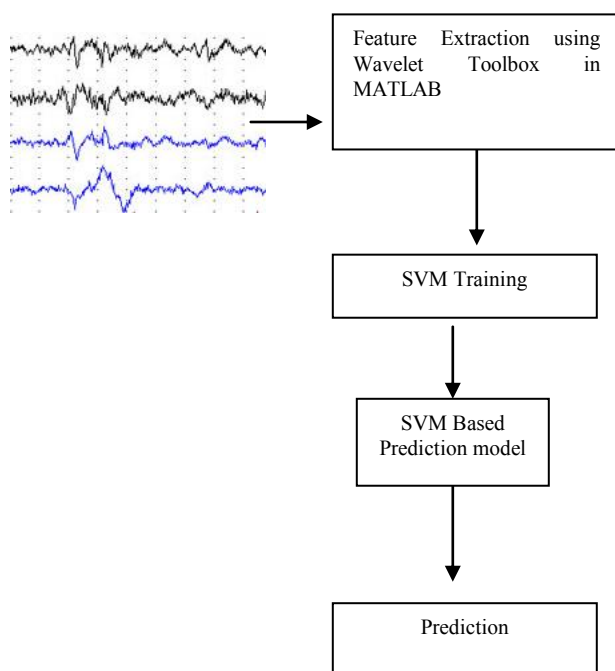 Feature Extraction using
Wavelet Toolbox in
MATLAB
SVM Training
SVM Based
Prediction model
Prediction